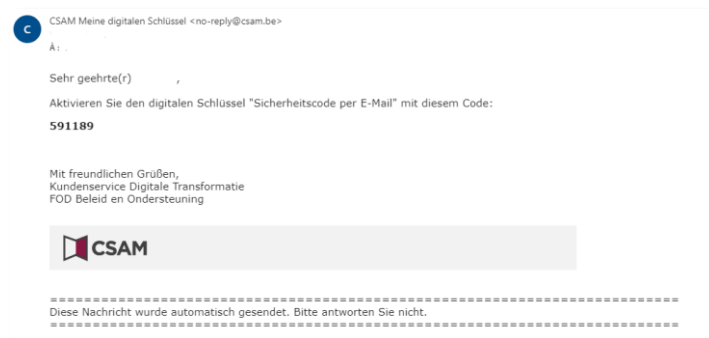 C
CSAM Meine digitalen Schlüssel <no-reply@csam.be>
À :
Sehr geehrte(r) ,
Aktivieren Sie den digitalen Schlüssel "Sicherheitscode per E-Mail" mit diesem Code:
591189
Mit freundlichen Grüßen,
Kundenservice Digitale Transformatie
FOD Beleid en Ondersteuning
CSAM
==========================================================================
Diese Nachricht wurde automatisch gesendet. Bitte antworten Sie nicht.
==========================================================================